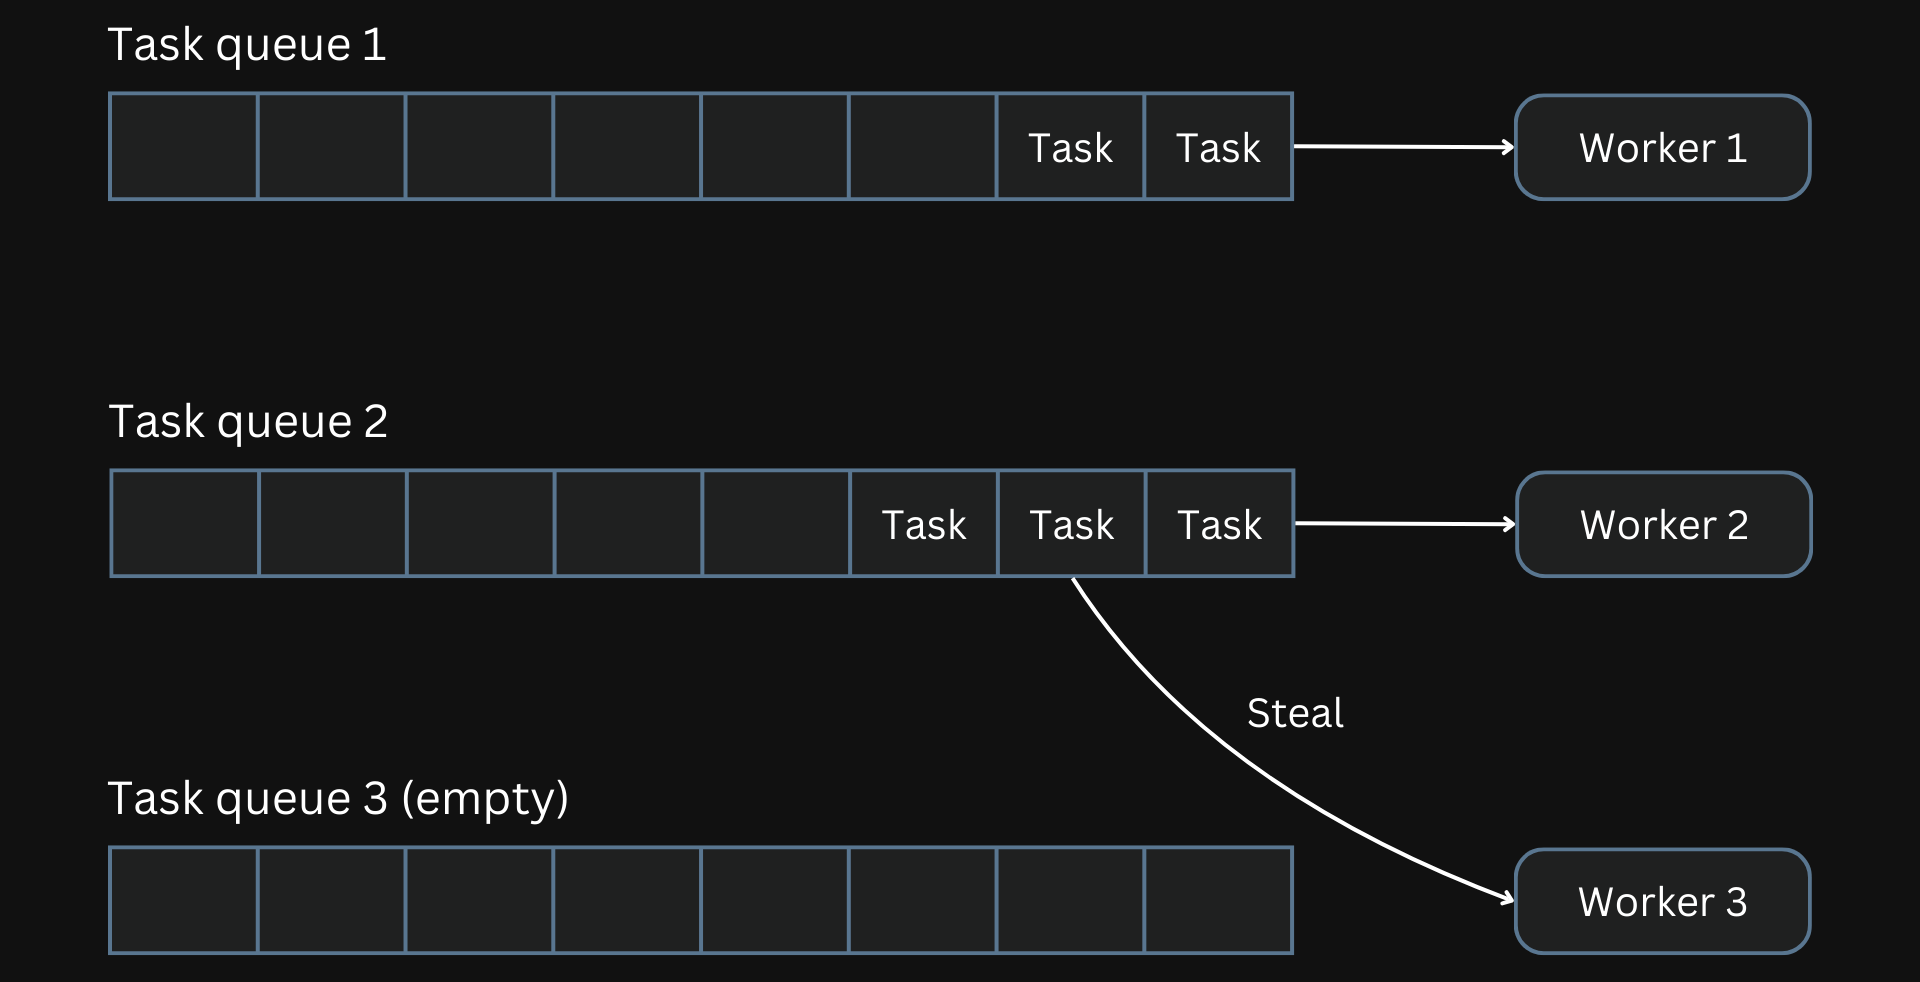 Task queue 1
Task Task Worker 1
Task queue 2
Task Task Task Worker 2
Steal
Task queue 3 (empty)
Worker 3